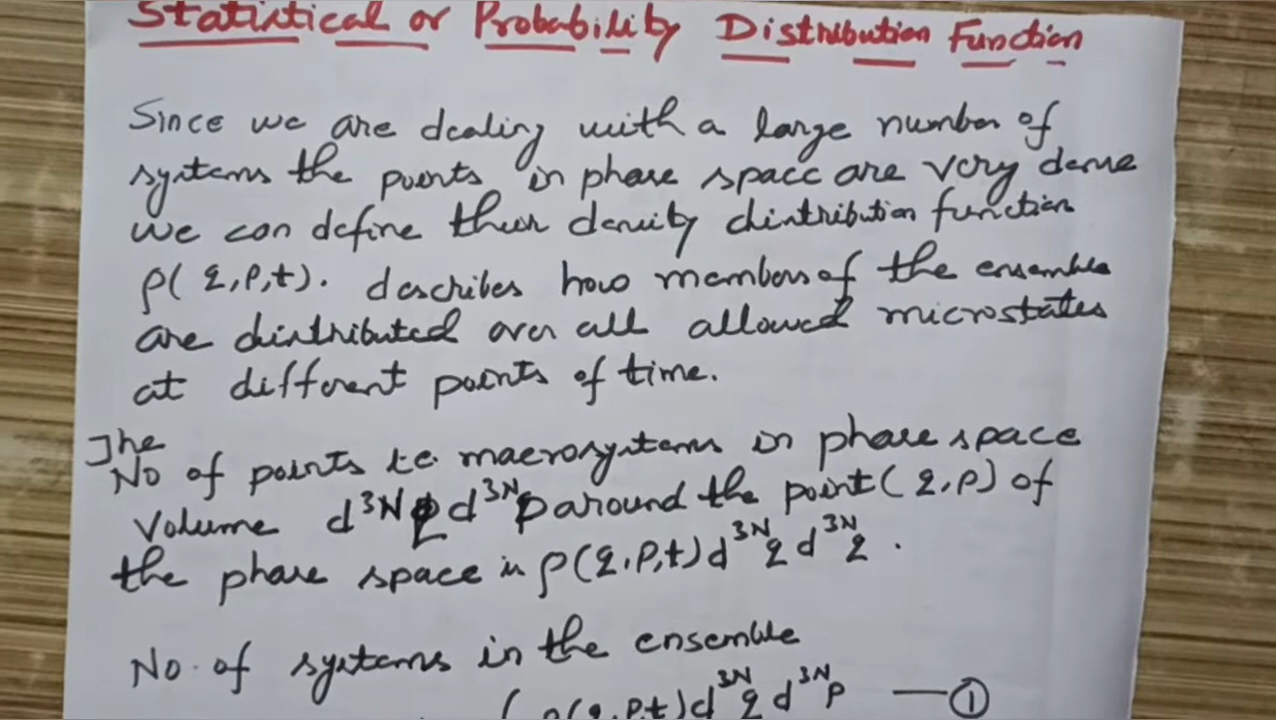 Statistical or Probability Distribution Function
Since we are dealing with a large number of
systems the points in phase space are very dense
we can define their density distribution function
ρ(q,p,t). describes how members of the ensemble
are distributed over all allowed microstates
at different points of time.
The
No of points i.e. macrosystems in phase space
Volume d³ᴺq d³ᴺp around the point (q,p) of
the phase space is ρ(q,p,t) d³ᴺq d³ᴺq.
No. of systems in the ensemble
∫ρ(q,p,t) d³ᴺq d³ᴺp —①